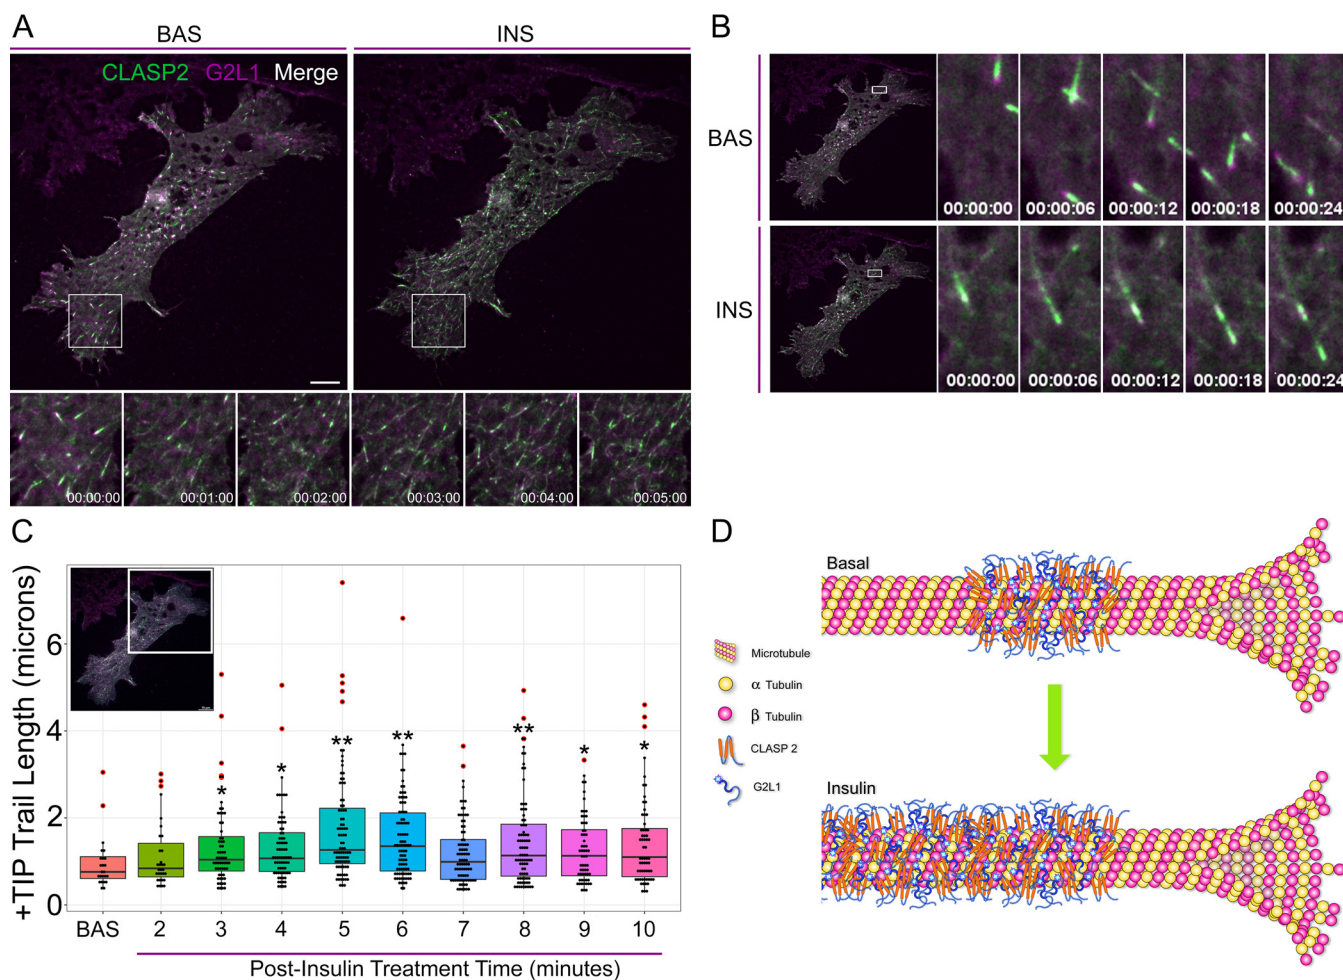 A
BAS
INS
CLASP2 G2L1 Merge
00:00:00
00:01:00
00:02:00
00:03:00
00:04:00
00:05:00
B
BAS
00:00:00
00:00:06
00:00:12
00:00:18
00:00:24
INS
00:00:00
00:00:06
00:00:12
00:00:18
00:00:24
C
+TIP Trail Length (microns)
6
4
2
0
*
*
**
**
**
*
*
BAS 2 3 4 5 6 7 8 9 10
Post-Insulin Treatment Time (minutes)
D
Basal
Microtubule
α Tubulin
β Tubulin
CLASP 2
G2L1
Insulin